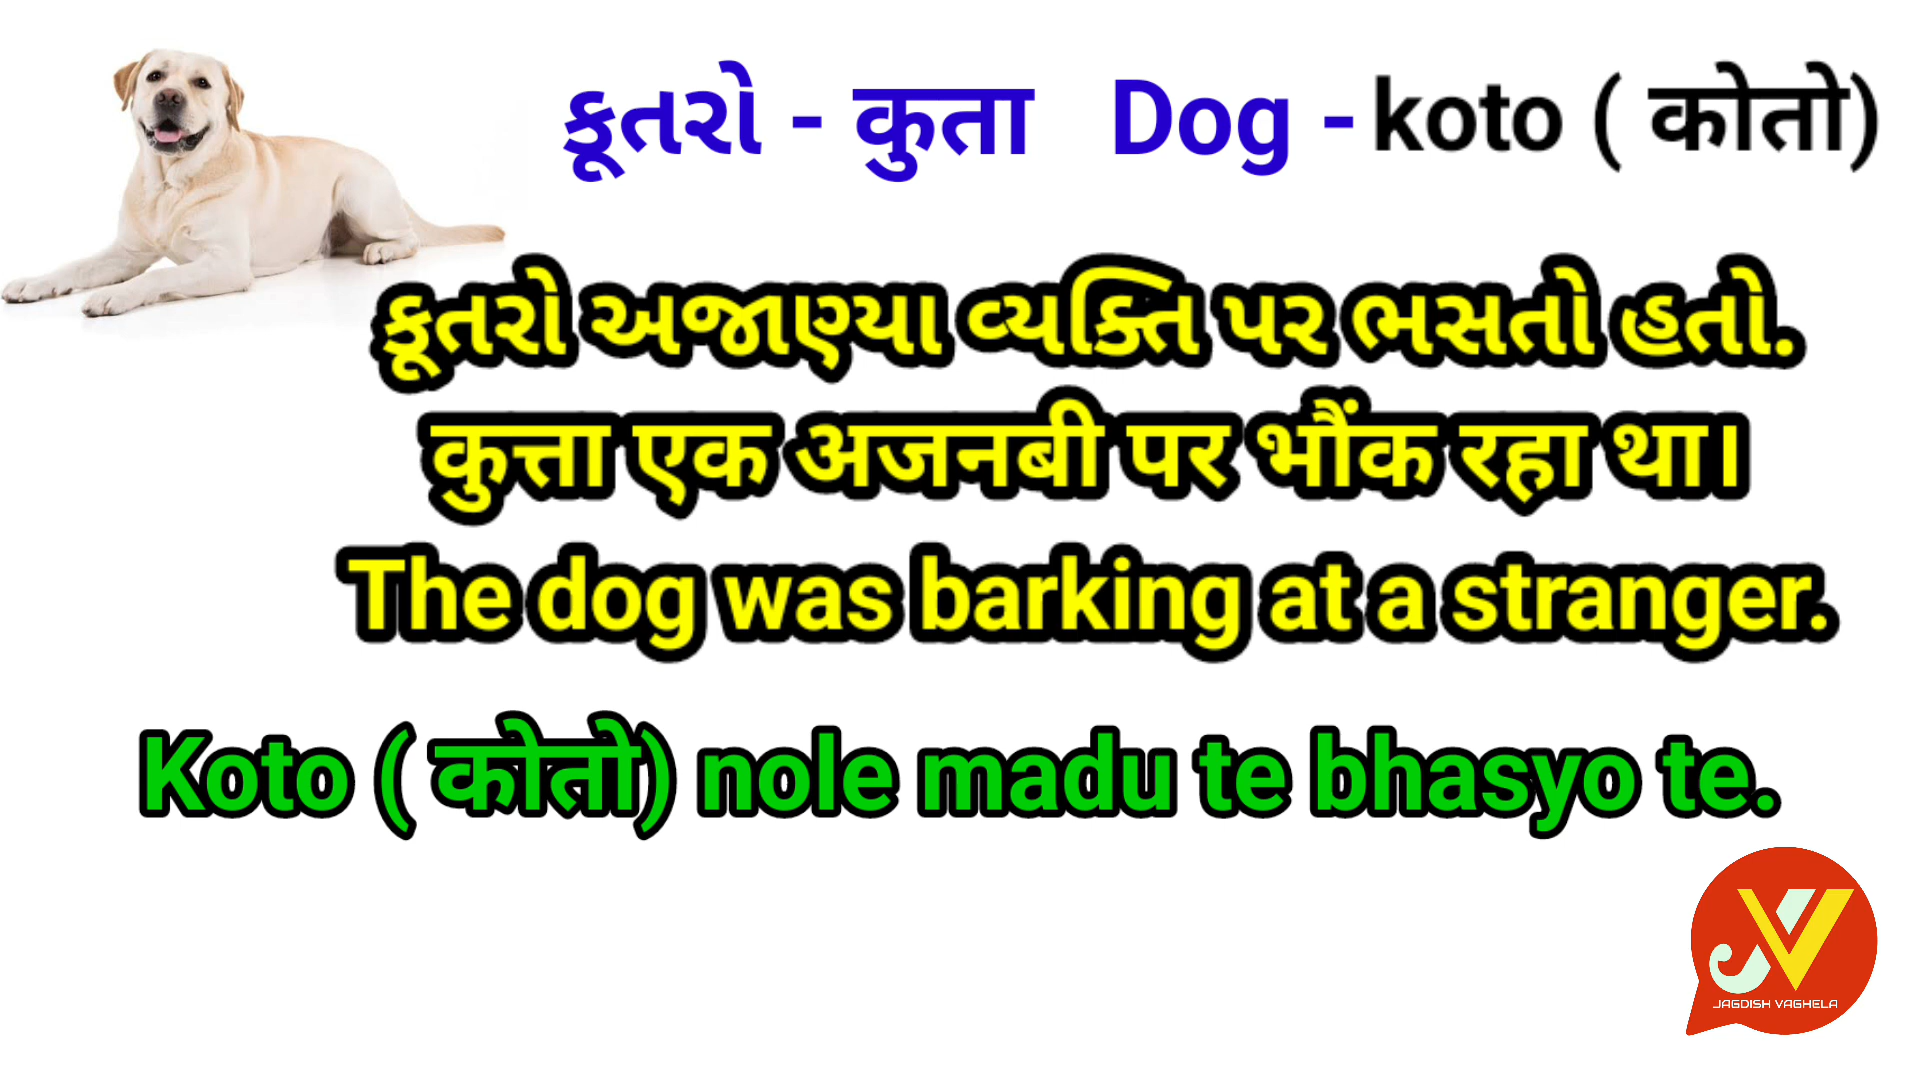 કૂતરો - कुता Dog - koto ( कोतो)
કૂતરો અજાણ્યા વ્યક્તિ પર ભસતો હતો.
कुत्ता एक अजनबी पर भौंक रहा था।
The dog was barking at a stranger.
Koto ( कोतो) nole madu te bhasyo te.
JV
JAGDISH VAGHELA